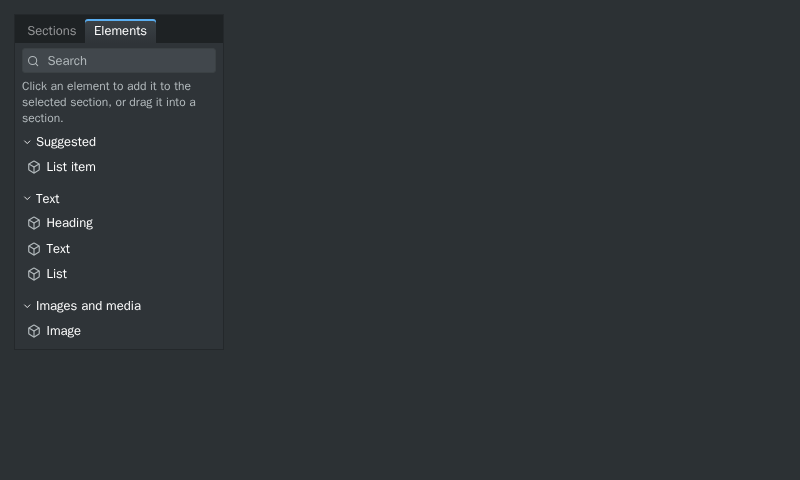 Sections Elements
Search
Click an element to add it to the
selected section, or drag it into a
section.
Suggested
List item
Text
Heading
Text
List
Images and media
Image